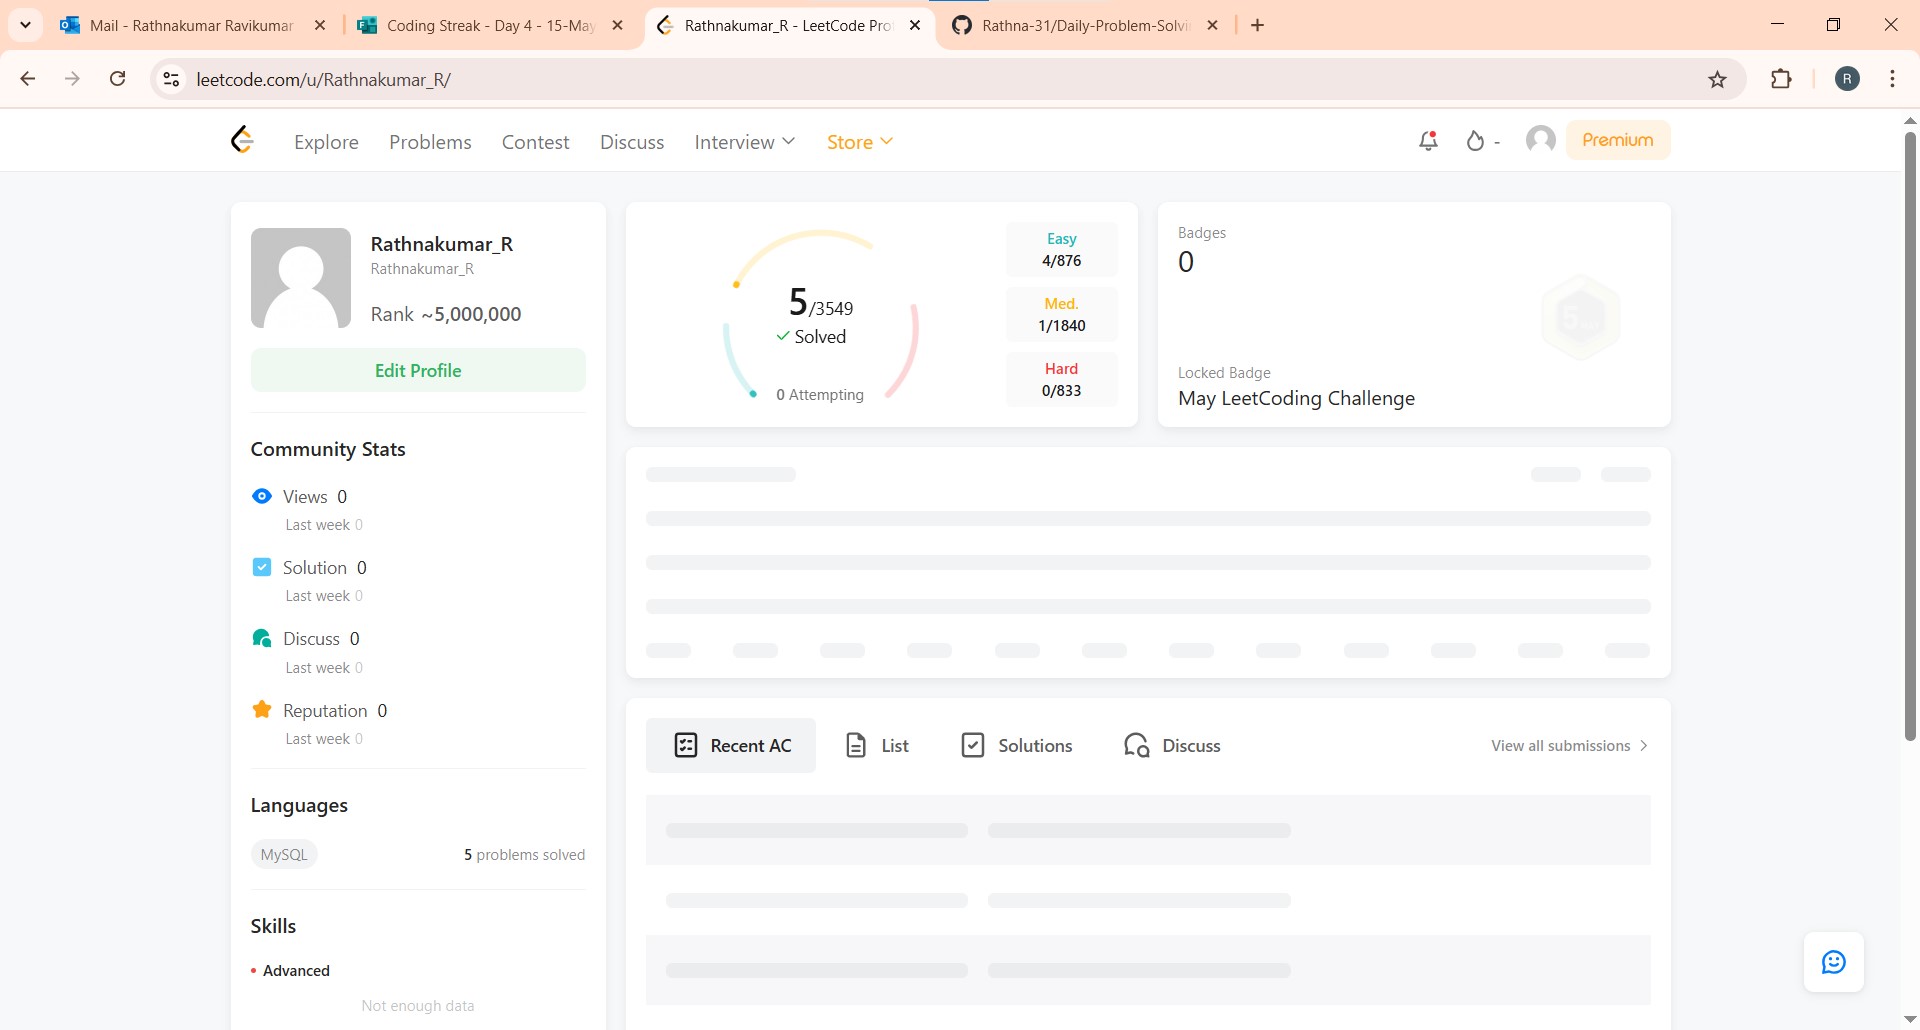 Mail - Rathnakumar Ravikumar
Coding Streak - Day 4 - 15-May
Rathnakumar_R - LeetCode Pro
Rathna-31/Daily-Problem-Solvi
leetcode.com/u/Rathnakumar_R/
R
Explore
Problems
Contest
Discuss
Interview
Store
-
Premium
Rathnakumar_R
Rathnakumar_R
Rank ~5,000,000
Edit Profile
Community Stats
Views 0
Last week 0
Solution 0
Last week 0
Discuss 0
Last week 0
Reputation 0
Last week 0
Languages
MySQL
5 problems solved
Skills
Advanced
Not enough data
5/3549
Solved
0 Attempting
Easy
4/876
Med.
1/1840
Hard
0/833
Badges
0
Locked Badge
May LeetCoding Challenge
Recent AC
List
Solutions
Discuss
View all submissions